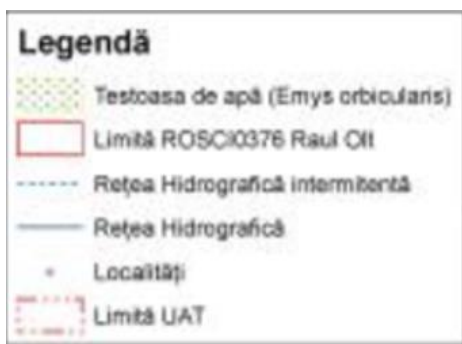 Legendă
Testoasa de apă (Emys orbicularis)
Limită ROSCI0376 Raul Olt
Rețea Hidrografică intermitentă
Rețea Hidrografică
Localități
Limită UAT